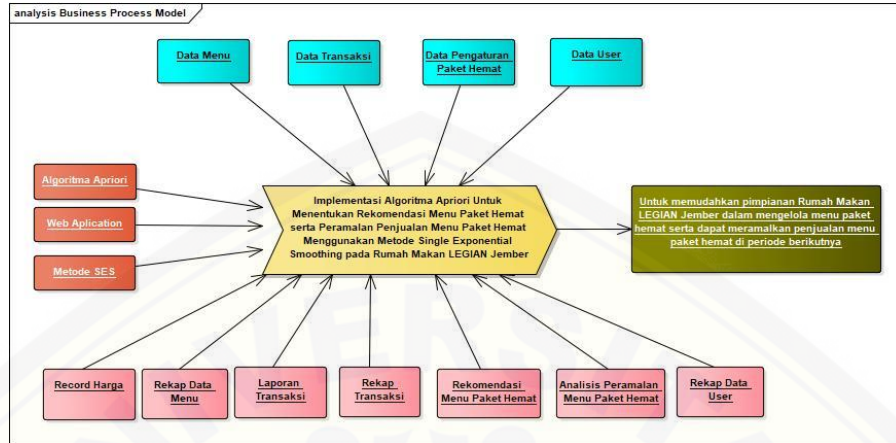 analysis Business Process Model
Data Menu
Data Transaksi
Data Pengaturan
Paket Hemat
Data User
Algoritma Apriori
Web Aplication
Metode SES
Implementasi Algoritma Apriori Untuk
Menentukan Rekomendasi Menu Paket Hemat
serta Peramalan Penjualan Menu Paket Hemat
Menggunakan Metode Single Exponential
Smoothing pada Rumah Makan LEGIAN Jember
Untuk memudahkan pimpianan Rumah Makan
LEGIAN Jember dalam mengelola menu paket
hemat serta dapat meramalkan penjualan menu
paket hemat di periode berikutnya
Record Harga
Rekap Data
Menu
Laporan
Transaksi
Rekap
Transaksi
Rekomendasi
Menu Paket Hemat
Analisis Peramalan
Menu Paket Hemat
Rekap Data
User